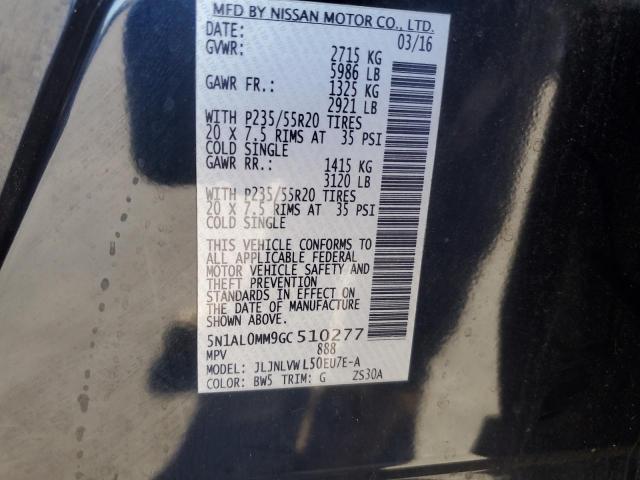 MFD BY NISSAN MOTOR CO., LTD.
DATE: 03/16
GVWR: 2715 KG
5986 LB
GAWR FR.: 1325 KG
2921 LB
WITH P235/55R20 TIRES
20 X 7.5 RIMS AT 35 PSI
COLD SINGLE
GAWR RR.: 1415 KG
3120 LB
WITH P235/55R20 TIRES
20 X 7.5 RIMS AT 35 PSI
COLD SINGLE
THIS VEHICLE CONFORMS TO
ALL APPLICABLE FEDERAL
MOTOR VEHICLE SAFETY AND
THEFT PREVENTION
STANDARDS IN EFFECT ON
THE DATE OF MANUFACTURE
SHOWN ABOVE.
5N1AL0MM9GC 510277
MPV 888
MODEL: JLJNLVW L50EU7E-A
COLOR: BW5 TRIM: G ZS30A